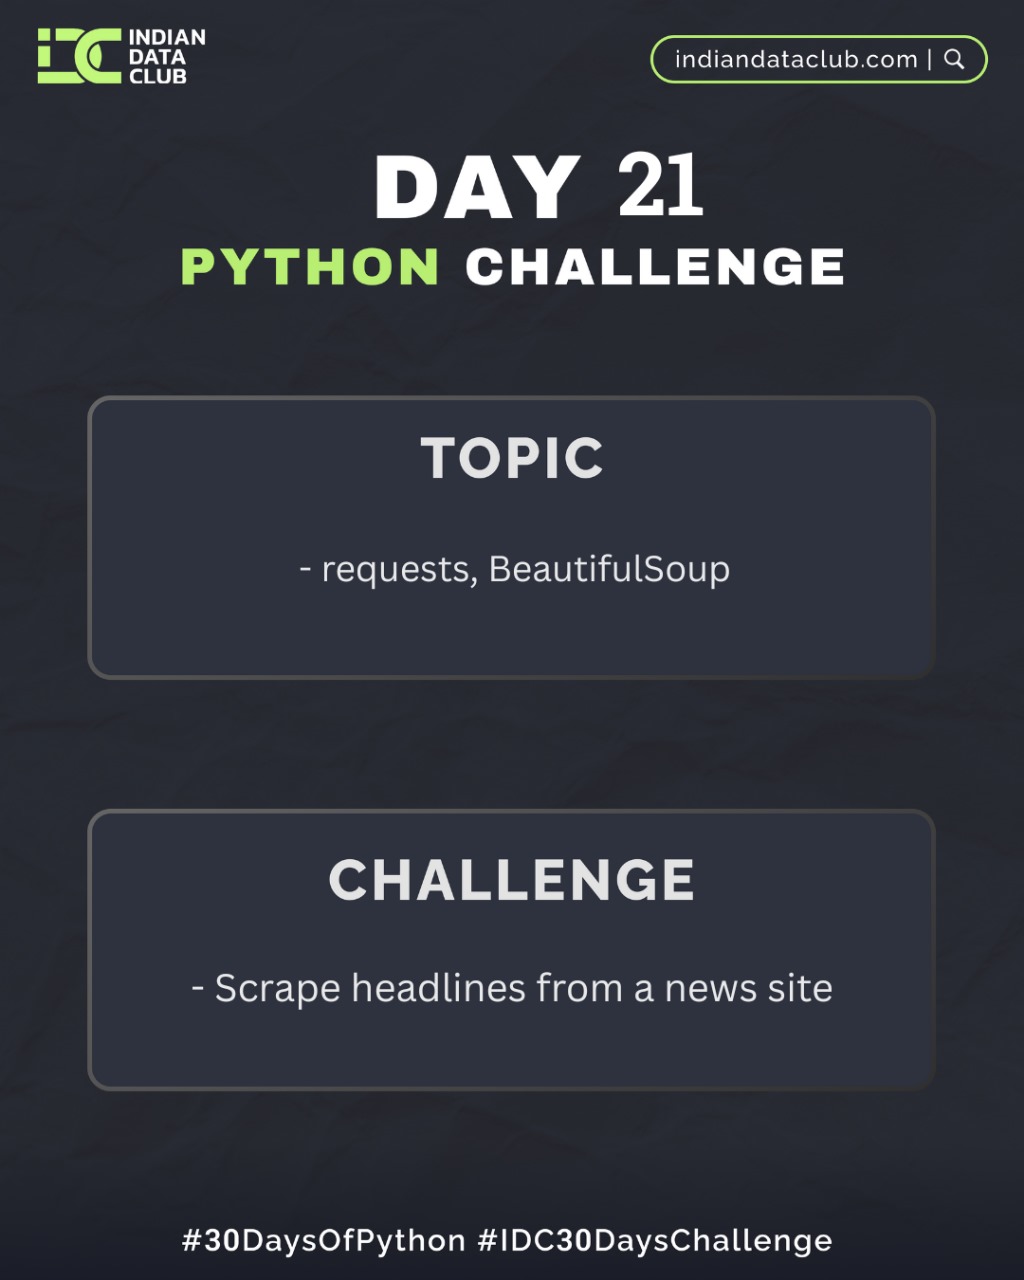 INDIAN
DATA
CLUB
indiandataclub.com |
DAY 21
PYTHON CHALLENGE
TOPIC
- requests, BeautifulSoup
CHALLENGE
- Scrape headlines from a news site
#30DaysOfPython #IDC30DaysChallenge